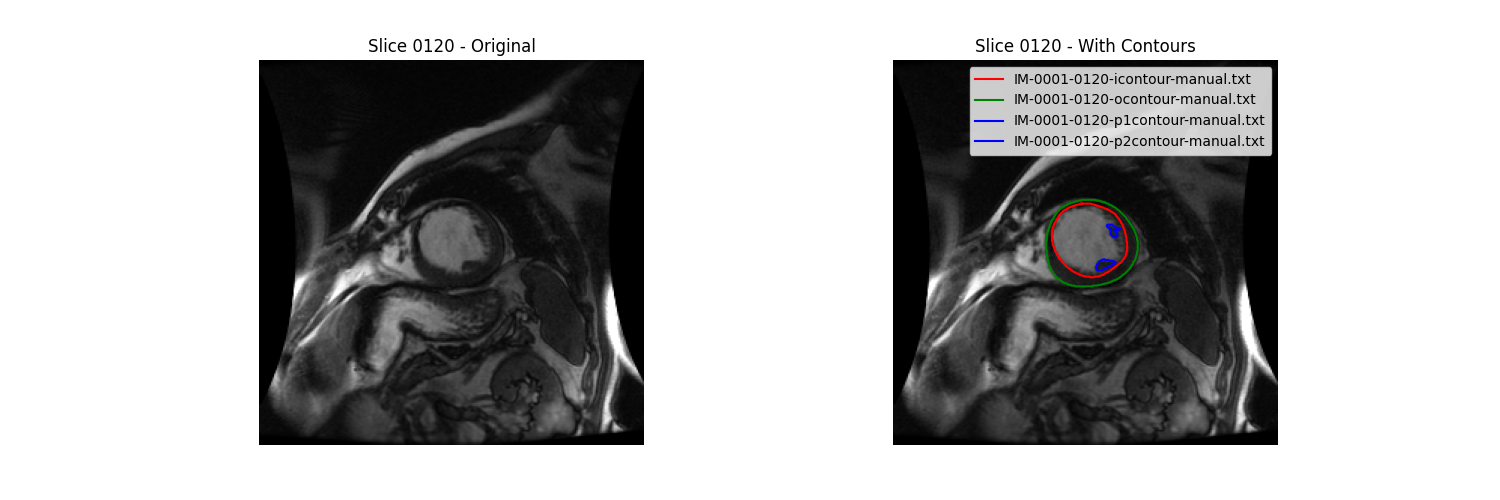 Slice 0120 - Original
Slice 0120 - With Contours
IM-0001-0120-icontour-manual.txt
IM-0001-0120-ocontour-manual.txt
IM-0001-0120-p1contour-manual.txt
IM-0001-0120-p2contour-manual.txt